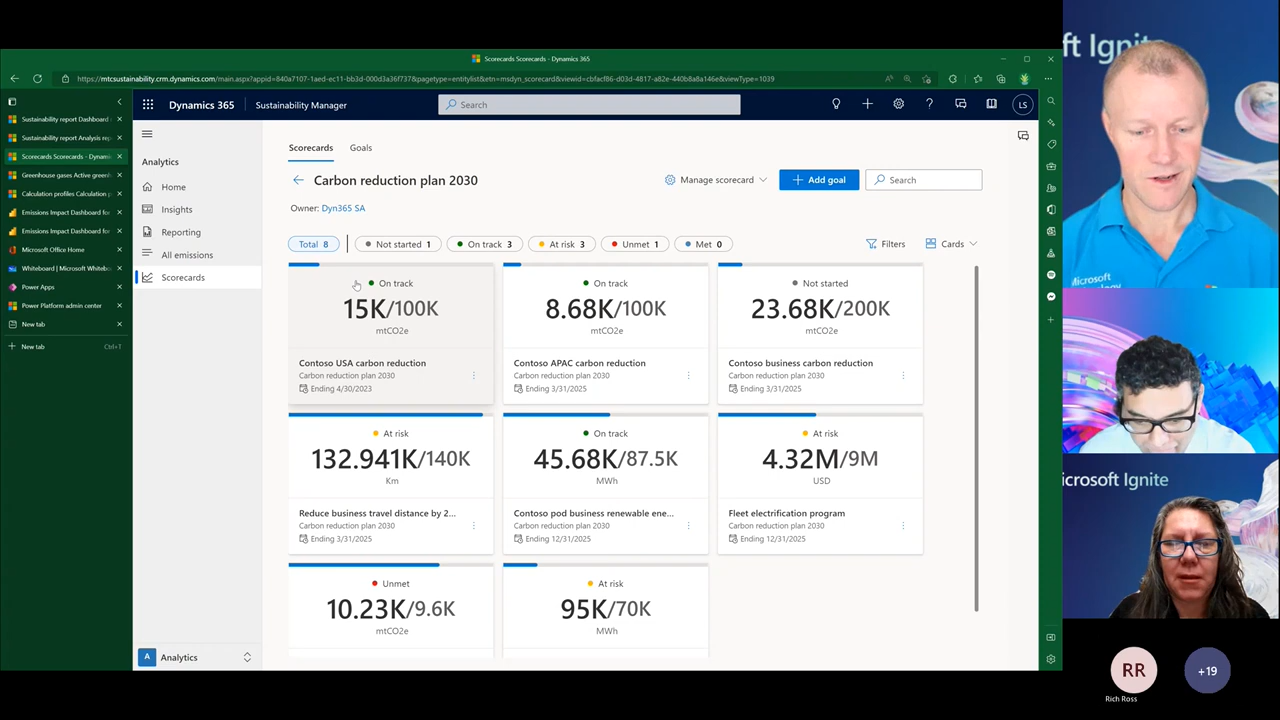 Scorecards Scorecards - Dynamics 365
https://mtcsustainability.crm.dynamics.com/main.aspx?appid=840a7107-1aed-ec11-bb3d-000d3a36f737&pagetype=entitylist&etn=msdyn_scorecard&viewid=cbfacf86-d03d-4817-a82e-440b8a8a146e&viewType=1039
Sustainability report Dashboard
Sustainability report Analysis rep
Scorecards Scorecards - Dynami
Greenhouse gases Active green
Calculation profiles Calculation p
Emissions Impact Dashboard fo
Emissions Impact Dashboard fo
Microsoft Office Home
Whiteboard | Microsoft Whitebo
Power Apps
Power Platform admin center
New tab
New tab Ctrl+T
Dynamics 365 Sustainability Manager
Search
LS
Analytics
Home
Insights
Reporting
All emissions
Scorecards
A Analytics
Scorecards Goals
Carbon reduction plan 2030
Manage scorecard
Add goal
Search
Owner: Dyn365 SA
Total 8 Not started 1 On track 3 At risk 3 Unmet 1 Met 0
Filters Cards
On track
15K/100K
mtCO2e
Contoso USA carbon reduction
Carbon reduction plan 2030
Ending 4/30/2023
On track
8.68K/100K
mtCO2e
Contoso APAC carbon reduction
Carbon reduction plan 2030
Ending 3/31/2025
Not started
23.68K/200K
mtCO2e
Contoso business carbon reduction
Carbon reduction plan 2030
Ending 3/31/2025
At risk
132.941K/140K
Km
Reduce business travel distance by 2...
Carbon reduction plan 2030
Ending 3/31/2025
On track
45.68K/87.5K
MWh
Contoso pod business renewable ene...
Carbon reduction plan 2030
Ending 12/31/2025
At risk
4.32M/9M
USD
Fleet electrification program
Carbon reduction plan 2030
Ending 12/31/2025
Unmet
10.23K/9.6K
mtCO2e
At risk
95K/70K
MWh
ft Ignite
Microsoft
icrosoft Ignite
RR
Rich Ross
+19